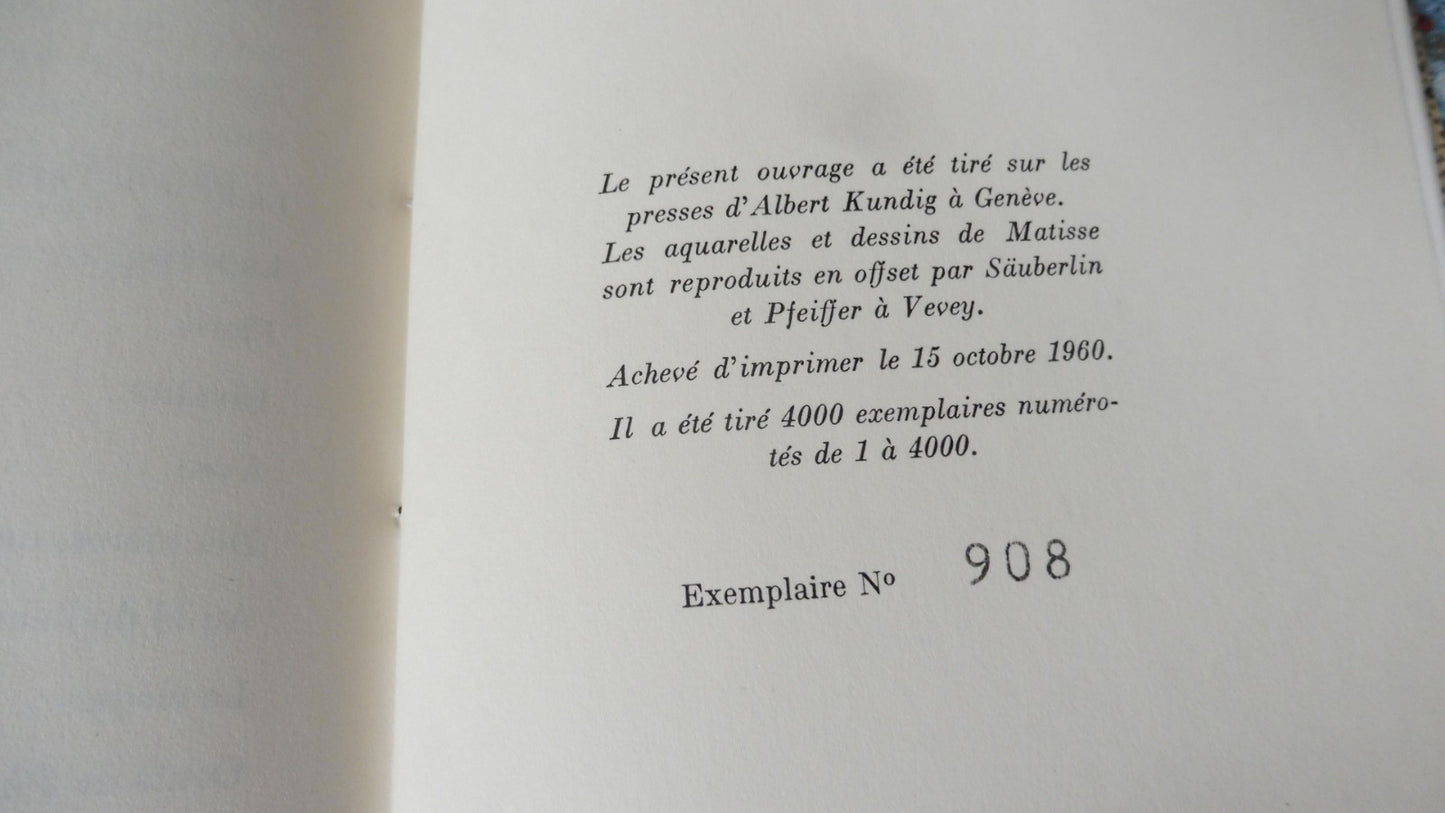 Le présent ouvrage a été tiré sur les
presses d'Albert Kundig à Genève.
Les aquarelles et dessins de Matisse
sont reproduits en offset par Säuberlin
et Pfeiffer à Vevey.
Achevé d'imprimer le 15 octobre 1960.
Il a été tiré 4000 exemplaires numéro-
tés de 1 à 4000.
Exemplaire Nº 908